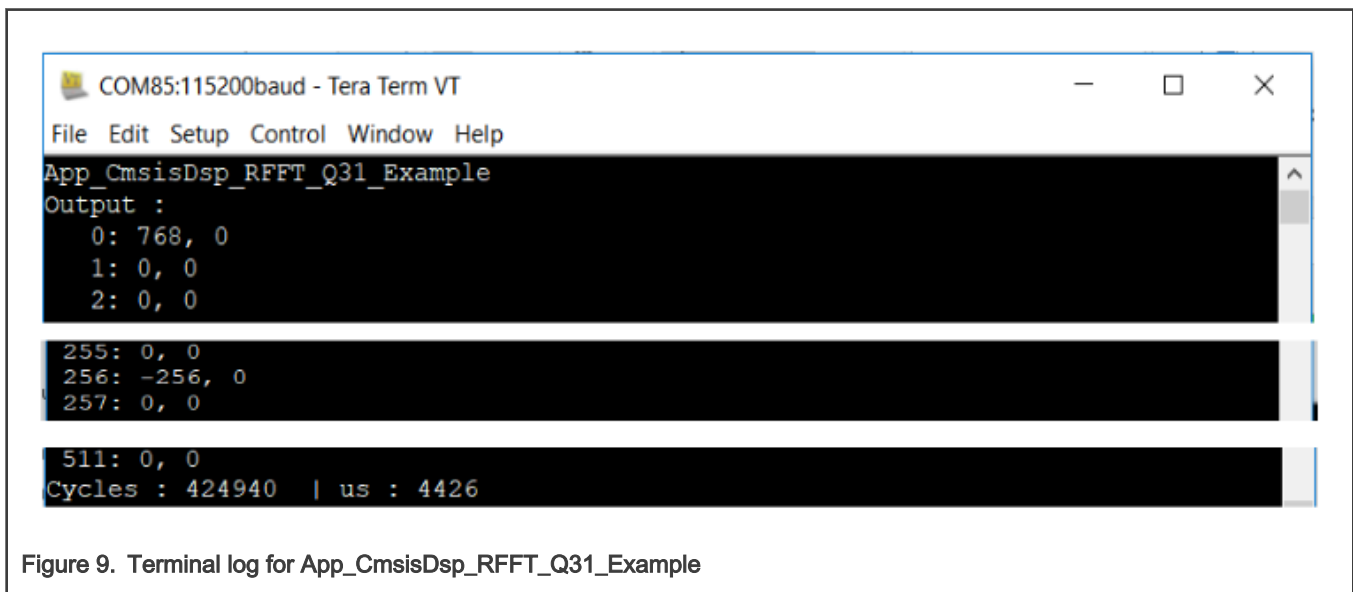 COM85:115200baud - Tera Term VT
File Edit Setup Control Window Help
App_CmsisDsp_RFFT_Q31_Example
Output :
0: 768, 0
1: 0, 0
2: 0, 0
255: 0, 0
256: -256, 0
257: 0, 0
511: 0, 0
Cycles : 424940 | us : 4426
Figure 9. Terminal log for App_CmsisDsp_RFFT_Q31_Example